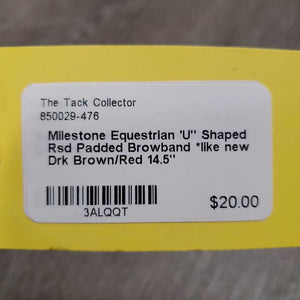 The Tack Collector
850029-476
Milestone Equestrian 'U" Shaped
Rsd Padded Browband *like new
Drk Brown/Red 14.5"
$20.00
3ALQQT